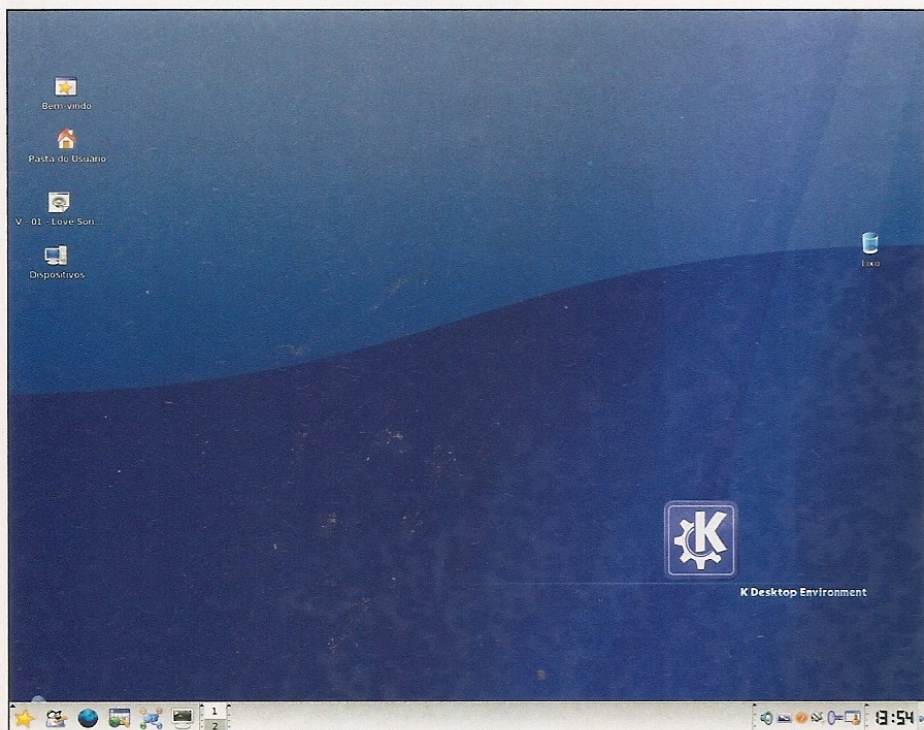 Bem-vindo
Pasta do Usuário
V - 01 - Love Son...
Dispositivos
Lixo
K
K Desktop Environment
1
2
13:54